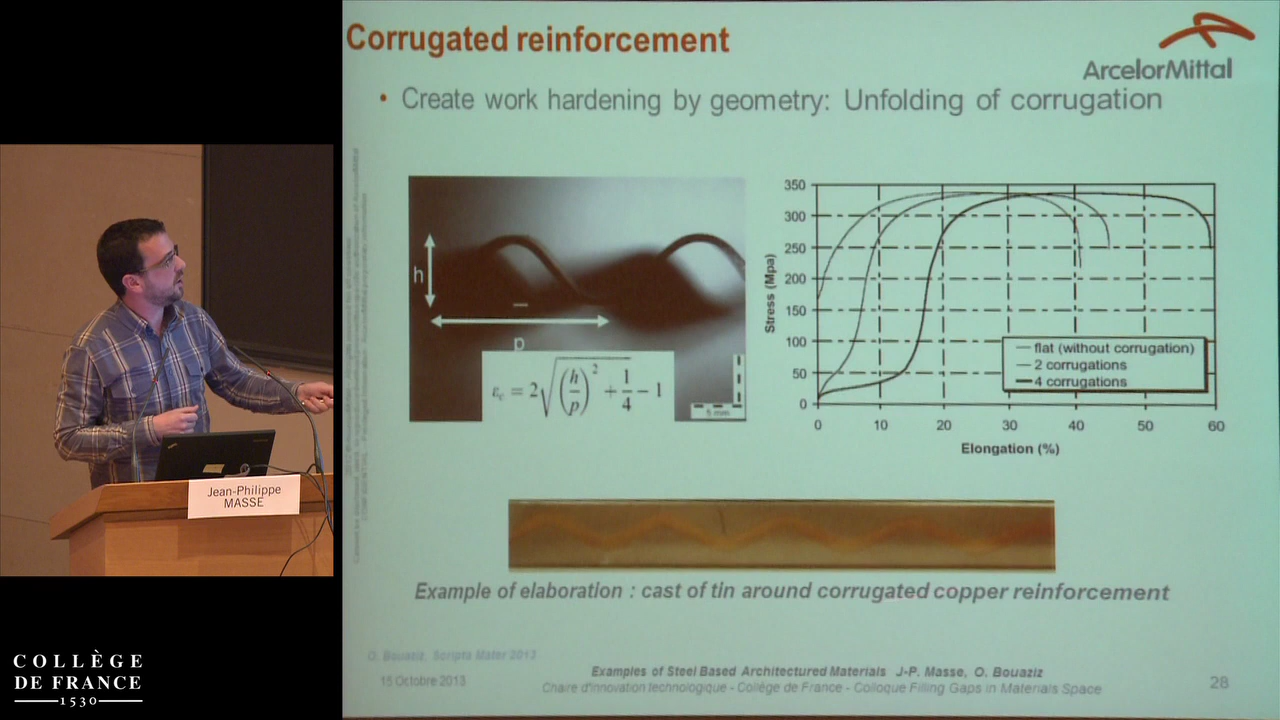 Corrugated reinforcement
ArcelorMittal
• Create work hardening by geometry: Unfolding of corrugation
h
p
εc = 2√((h/p)² + 1/4) − 1
5 mm
Stress (Mpa)
350
300
250
200
150
100
50
0
flat (without corrugation)
2 corrugations
4 corrugations
0 10 20 30 40 50 60
Elongation (%)
Example of elaboration : cast of tin around corrugated copper reinforcement
O. Bouaziz, Scripta Mater 2013
Examples of Steel Based Architectured Materials J-P. Masse, O. Bouaziz
15 Octobre 2013
Chaire d'innovation technologique - Collège de France - Colloque Filling Gaps in Materials Space
28
Jean-Philippe
MASSE
COLLÈGE
DE FRANCE
1530